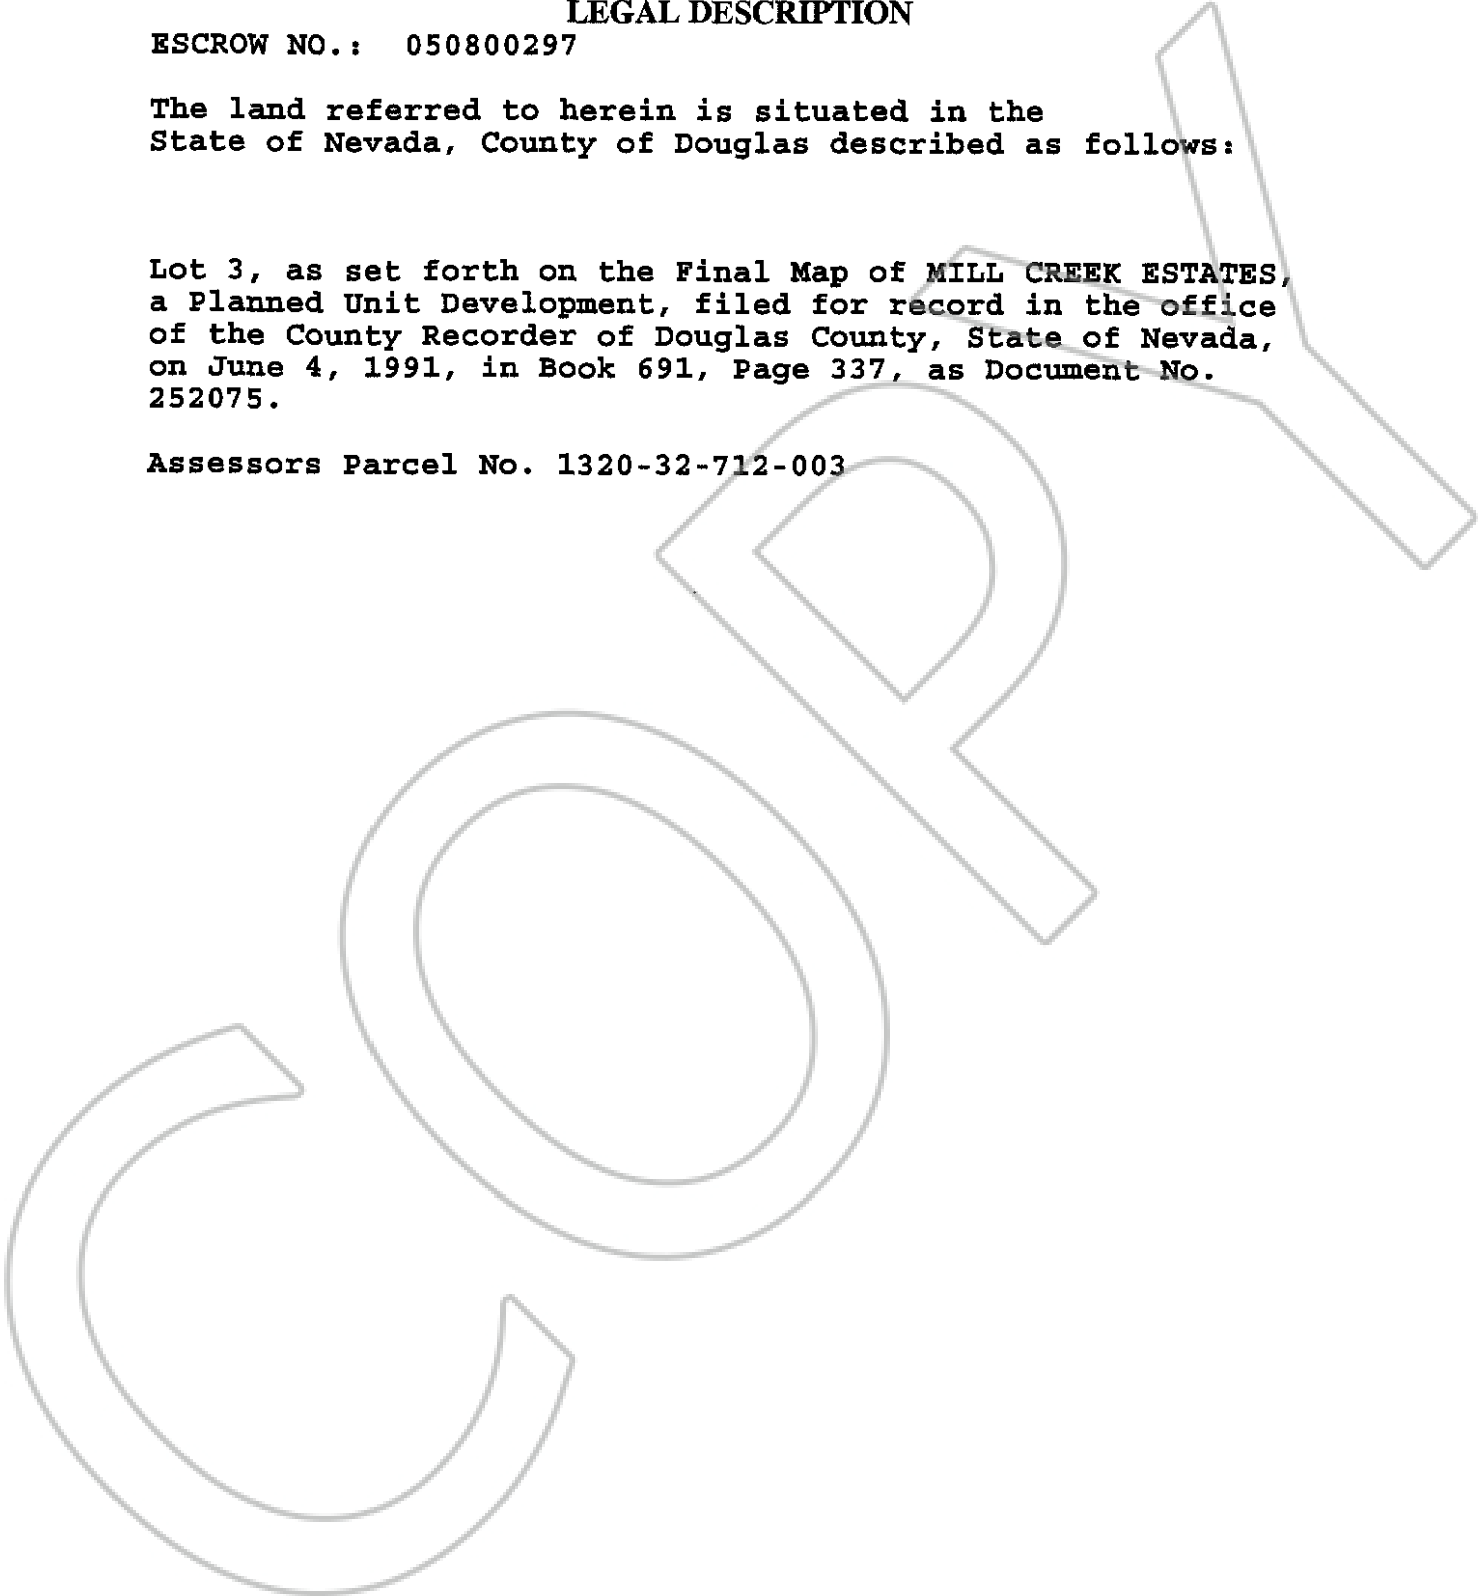 LEGAL DESCRIPTION
ESCROW NO.: 050800297
The land referred to herein is situated in the
State of Nevada, County of Douglas described as follows:
Lot 3, as set forth on the Final Map of MILL CREEK ESTATES,
a Planned Unit Development, filed for record in the office
of the County Recorder of Douglas County, State of Nevada,
on June 4, 1991, in Book 691, Page 337, as Document No.
252075.
Assessors Parcel No. 1320-32-712-003
COPY